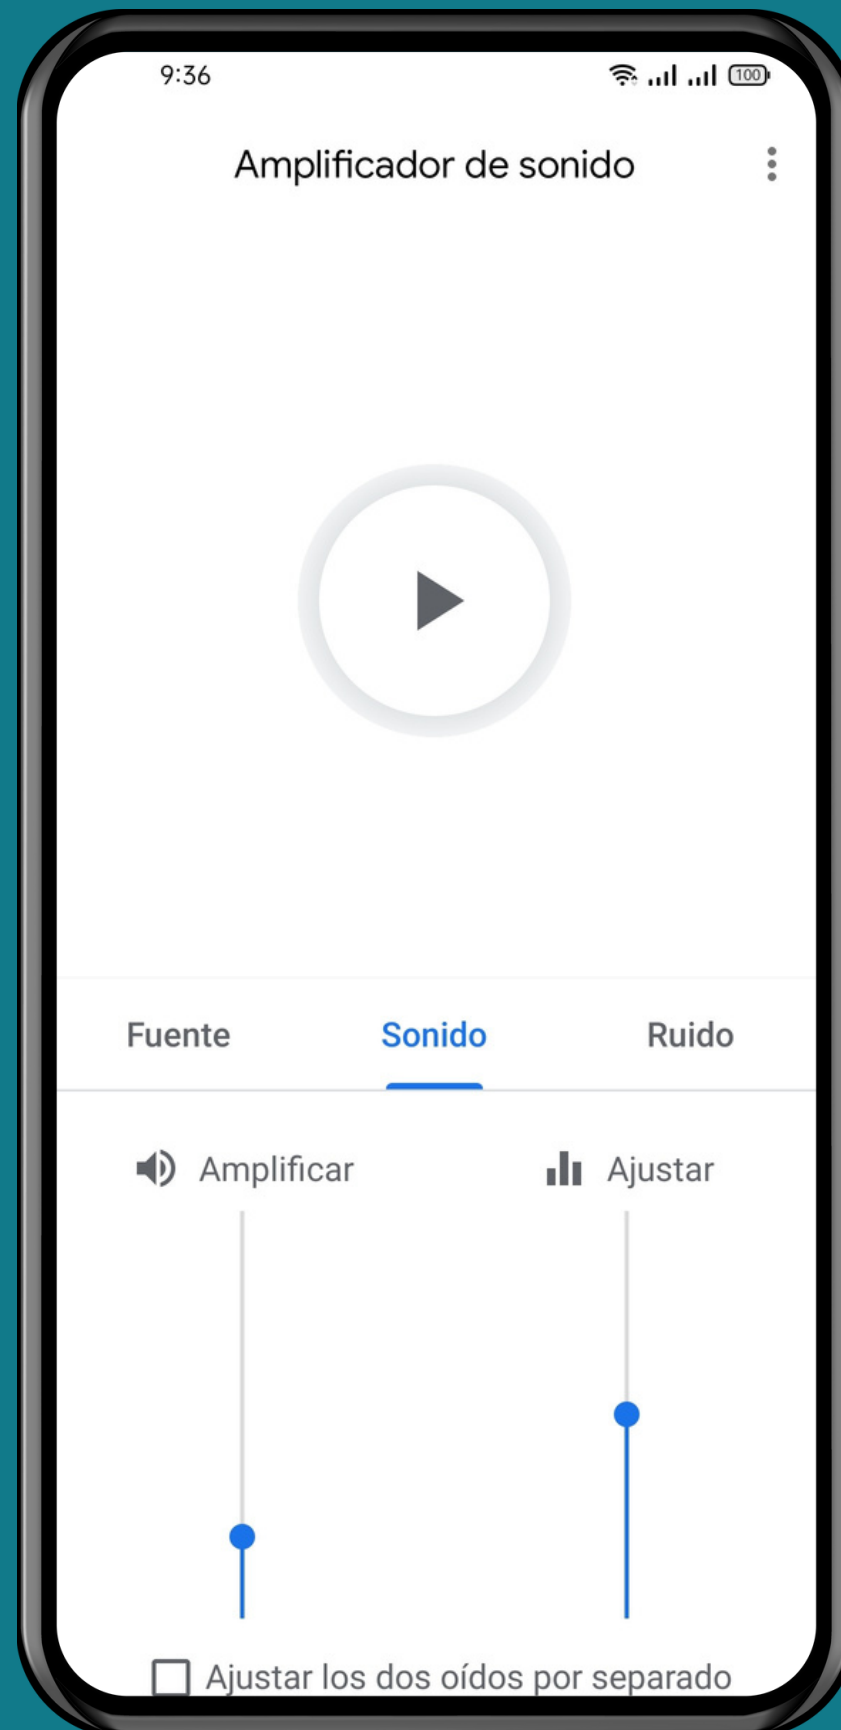 9:36
100
Amplificador de sonido
Fuente
Sonido
Ruido
Amplificar
Ajustar
Ajustar los dos oídos por separado